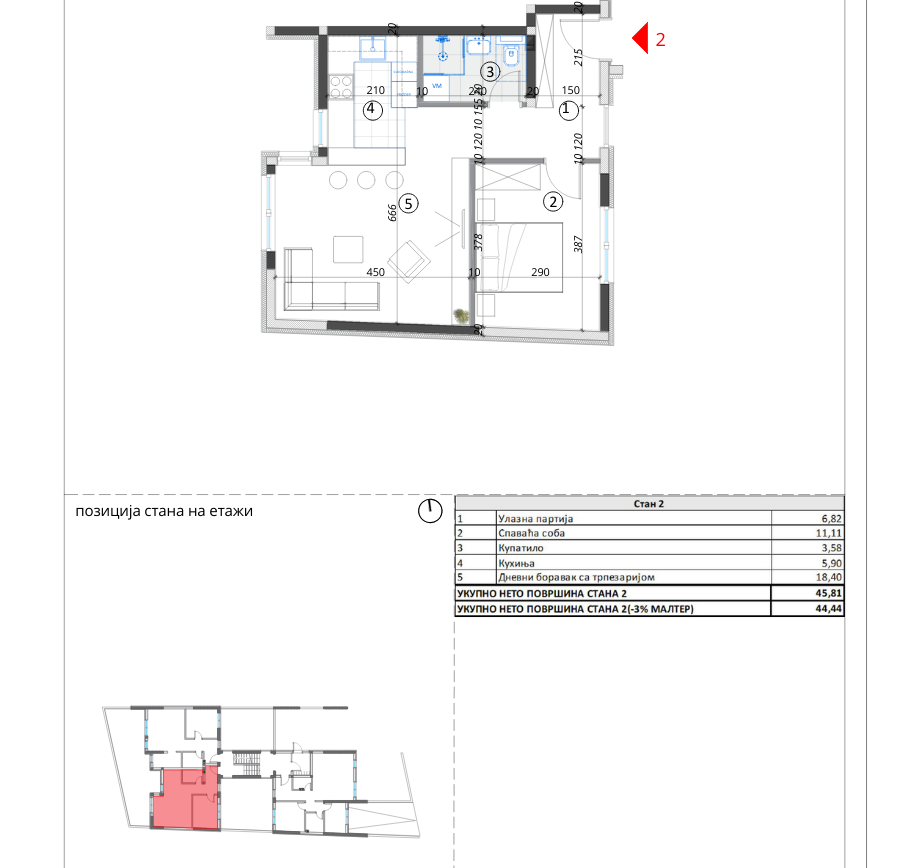 20
20
215
2
3
VM
210
10
240
20
150
4
1
10 120 10 155 20
10 120
5
2
666
378
387
450
10
290
20
позиција стана на етажи
Стан 2
1 Улазна партија 6,82
2 Спаваћа соба 11,11
3 Купатило 3,58
4 Кухиња 5,90
5 Дневни боравак са трпезаријом 18,40
УКУПНО НЕТО ПОВРШИНА СТАНА 2 45,81
УКУПНО НЕТО ПОВРШИНА СТАНА 2(-3% МАЛТЕР) 44,44